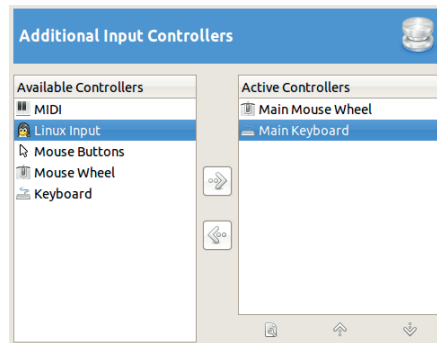 Additional Input Controllers
Available Controllers
MIDI
Linux Input
Mouse Buttons
Mouse Wheel
Keyboard
Active Controllers
Main Mouse Wheel
Main Keyboard